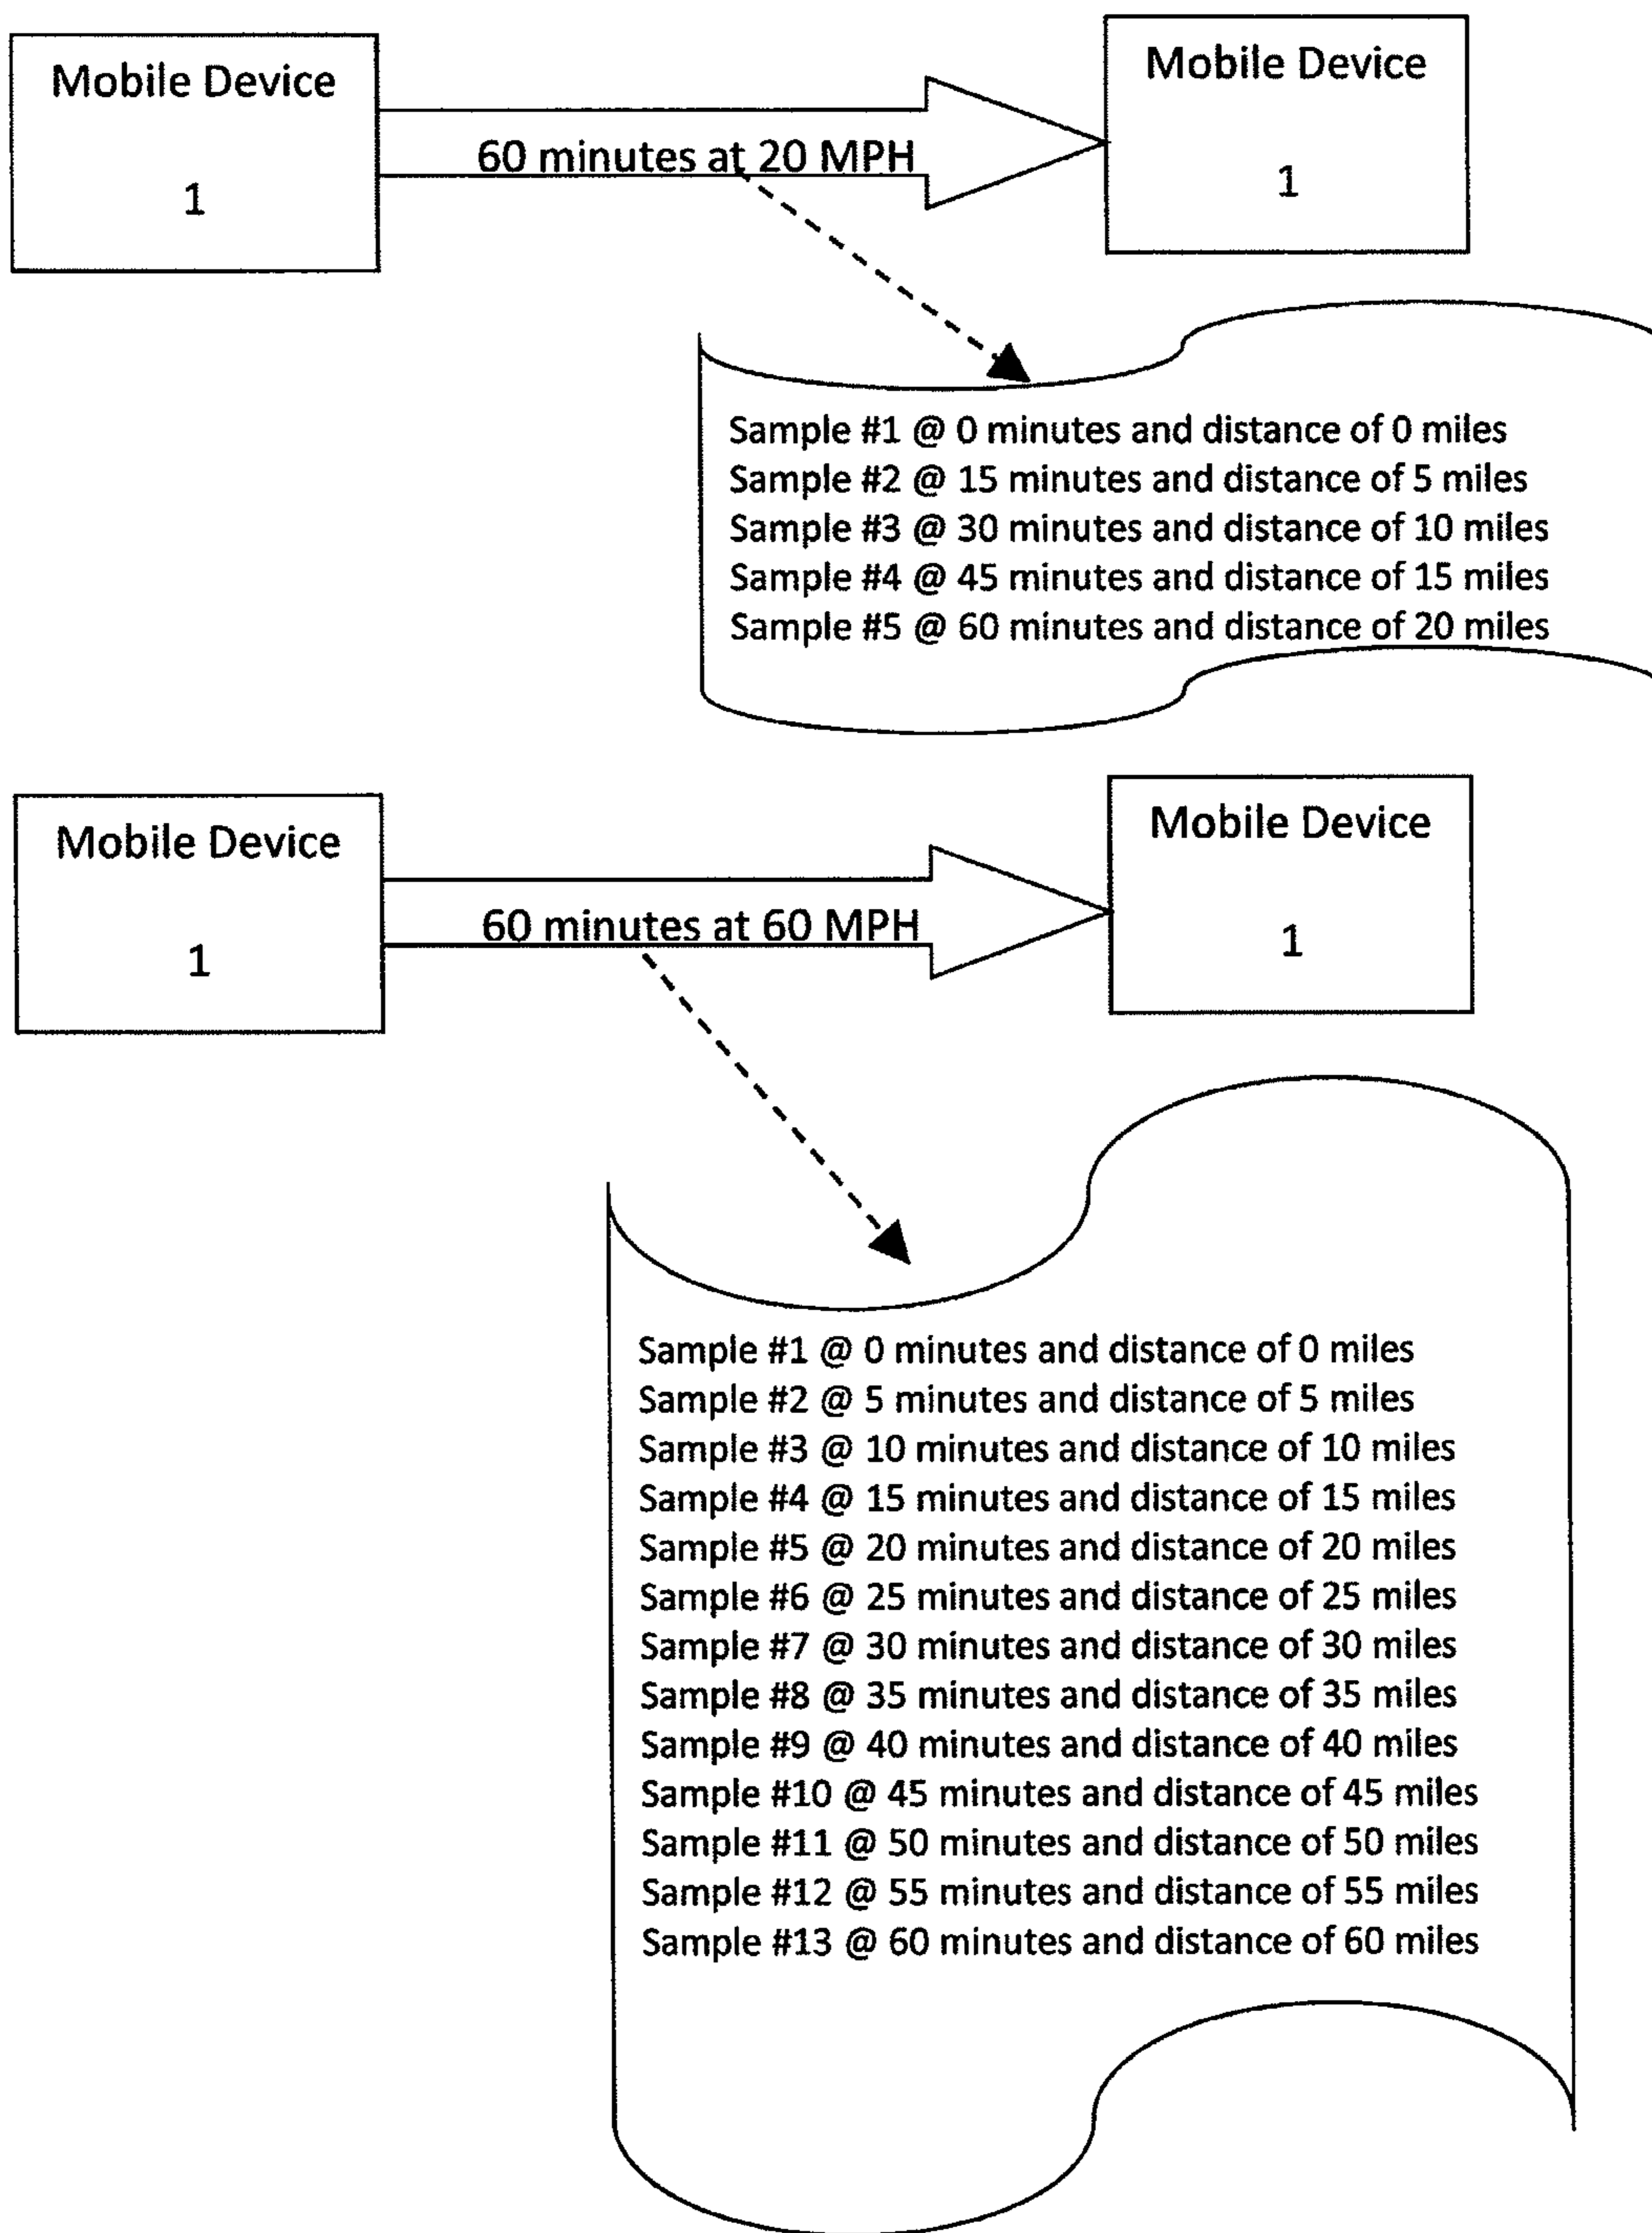 Mobile Device
1
60 minutes at 20 MPH
Mobile Device
1
Sample #1 @ 0 minutes and distance of 0 miles
Sample #2 @ 15 minutes and distance of 5 miles
Sample #3 @ 30 minutes and distance of 10 miles
Sample #4 @ 45 minutes and distance of 15 miles
Sample #5 @ 60 minutes and distance of 20 miles
Mobile Device
1
60 minutes at 60 MPH
Mobile Device
1
Sample #1 @ 0 minutes and distance of 0 miles
Sample #2 @ 5 minutes and distance of 5 miles
Sample #3 @ 10 minutes and distance of 10 miles
Sample #4 @ 15 minutes and distance of 15 miles
Sample #5 @ 20 minutes and distance of 20 miles
Sample #6 @ 25 minutes and distance of 25 miles
Sample #7 @ 30 minutes and distance of 30 miles
Sample #8 @ 35 minutes and distance of 35 miles
Sample #9 @ 40 minutes and distance of 40 miles
Sample #10 @ 45 minutes and distance of 45 miles
Sample #11 @ 50 minutes and distance of 50 miles
Sample #12 @ 55 minutes and distance of 55 miles
Sample #13 @ 60 minutes and distance of 60 miles